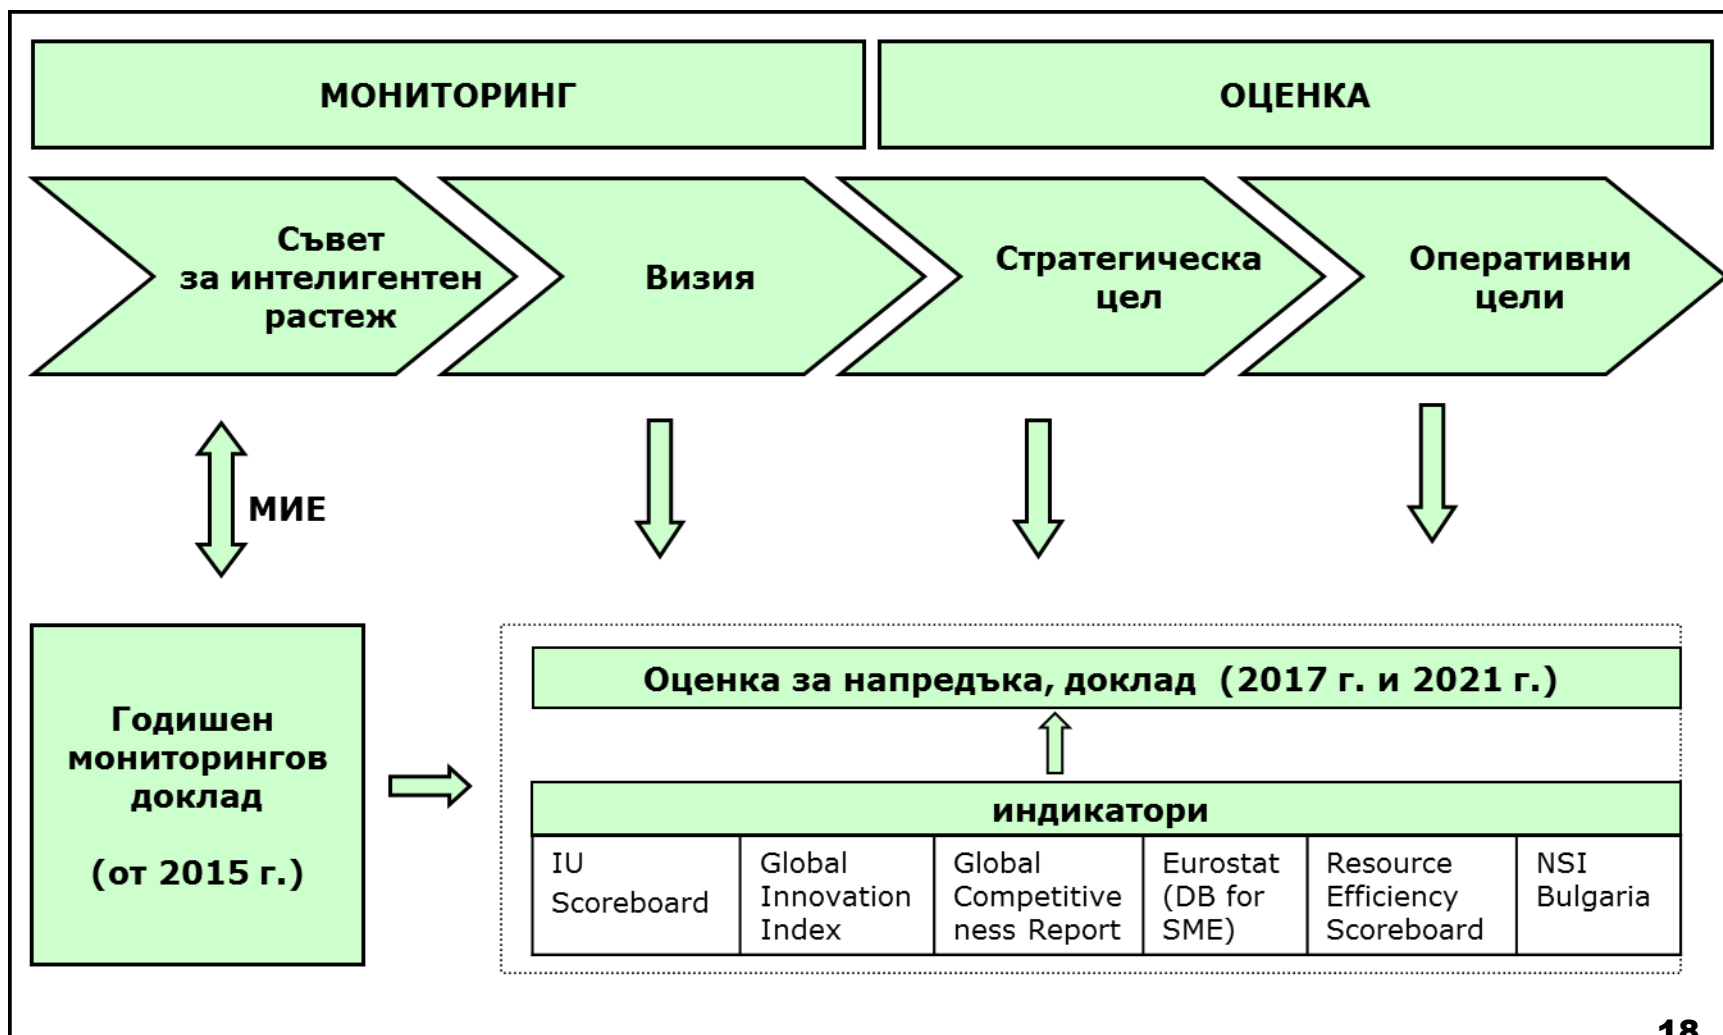 МОНИТОРИНГ
ОЦЕНКА
Съвет
за интелигентен
растеж
Визия
Стратегическа
цел
Оперативни
цели
МИЕ
Годишен
мониторингов
доклад
(от 2015 г.)
Оценка за напредъка, доклад (2017 г. и 2021 г.)
индикатори
IU
Scoreboard
Global
Innovation
Index
Global
Competitive
ness Report
Eurostat
(DB for
SME)
Resource
Efficiency
Scoreboard
NSI
Bulgaria
18